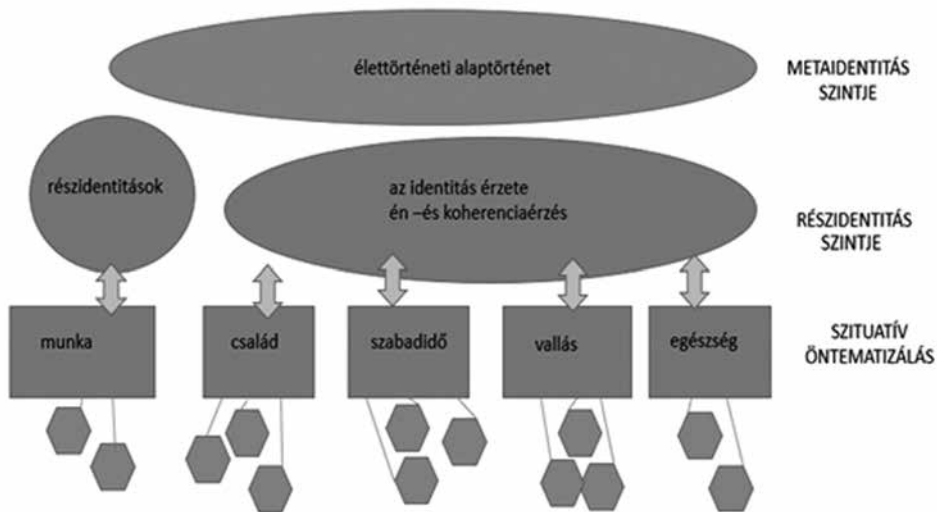 élettörténeti alaptörténet
METAIDENTITÁS
SZINTJE
részidentitások
az identitás érzete
én –és koherenciaérzés
RÉSZIDENTITÁS
SZINTJE
munka
család
szabadidő
vallás
egészség
SZITUATÍV
ÖNTEMATIZÁLÁS